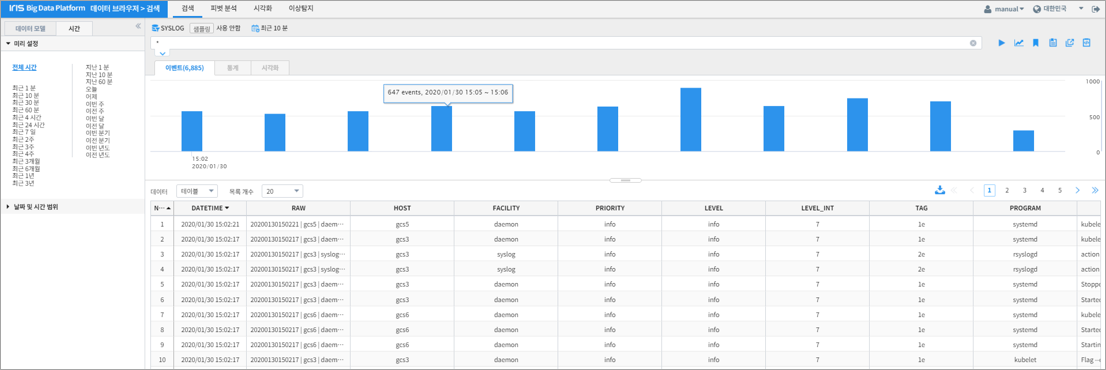 IRIS Big Data Platform 데이터 브라우저 > 검색
검색 피벗 분석 시각화 이상탐지
manual 대한민국
데이터 모델 시간
SYSLOG 샘플링 사용 안함 최근 10 분
미리 설정
*
전체 시간
최근 1 분
최근 10 분
최근 30 분
최근 60 분
최근 4 시간
최근 24 시간
최근 7 일
최근 2주
최근 3주
최근 4주
최근 3개월
최근 6개월
최근 1년
최근 3년
지난 1 분
지난 10 분
지난 60 분
오늘
어제
이번 주
이전 주
이번 달
이전 달
이번 분기
이전 분기
이번 년도
이전 년도
날짜 및 시간 범위
이벤트(6,885) 통계 시각화
647 events, 2020/01/30 15:05 ~ 15:06
1000
500
0
15:02
2020/01/30
데이터 테이블 목록 개수 20
1 2 3 4 5
N··· DATETIME RAW HOST FACILITY PRIORITY LEVEL LEVEL_INT TAG PROGRAM
1 2020/01/30 15:02:21 20200130150221 | gcs5 | daem··· gcs5 daemon info info 7 1e systemd kubele
2 2020/01/30 15:02:17 20200130150217 | gcs3 | daem··· gcs3 daemon info info 7 1e systemd kubele
3 2020/01/30 15:02:17 20200130150217 | gcs3 | syslog··· gcs3 syslog info info 7 2e rsyslogd action
4 2020/01/30 15:02:17 20200130150217 | gcs3 | syslog··· gcs3 syslog info info 7 2e rsyslogd action
5 2020/01/30 15:02:17 20200130150217 | gcs3 | daem··· gcs3 daemon info info 7 1e systemd Stoppe
6 2020/01/30 15:02:17 20200130150217 | gcs3 | daem··· gcs3 daemon info info 7 1e systemd Started
7 2020/01/30 15:02:17 20200130150217 | gcs6 | daem··· gcs6 daemon info info 7 1e systemd kubele
8 2020/01/30 15:02:17 20200130150217 | gcs6 | daem··· gcs6 daemon info info 7 1e systemd Started
9 2020/01/30 15:02:17 20200130150217 | gcs6 | daem··· gcs6 daemon info info 7 1e systemd Startin
10 2020/01/30 15:02:17 20200130150217 | gcs3 | daem··· gcs3 daemon info info 7 1e kubelet Flag --